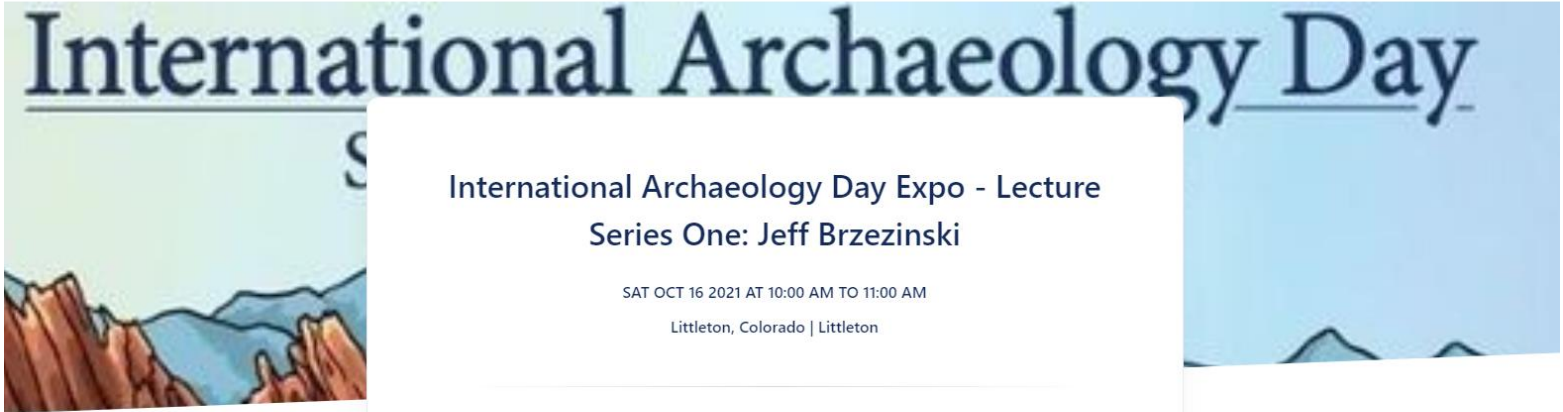 International Archaeology Day
S
International Archaeology Day Expo - Lecture
Series One: Jeff Brzezinski
SAT OCT 16 2021 AT 10:00 AM TO 11:00 AM
Littleton, Colorado | Littleton